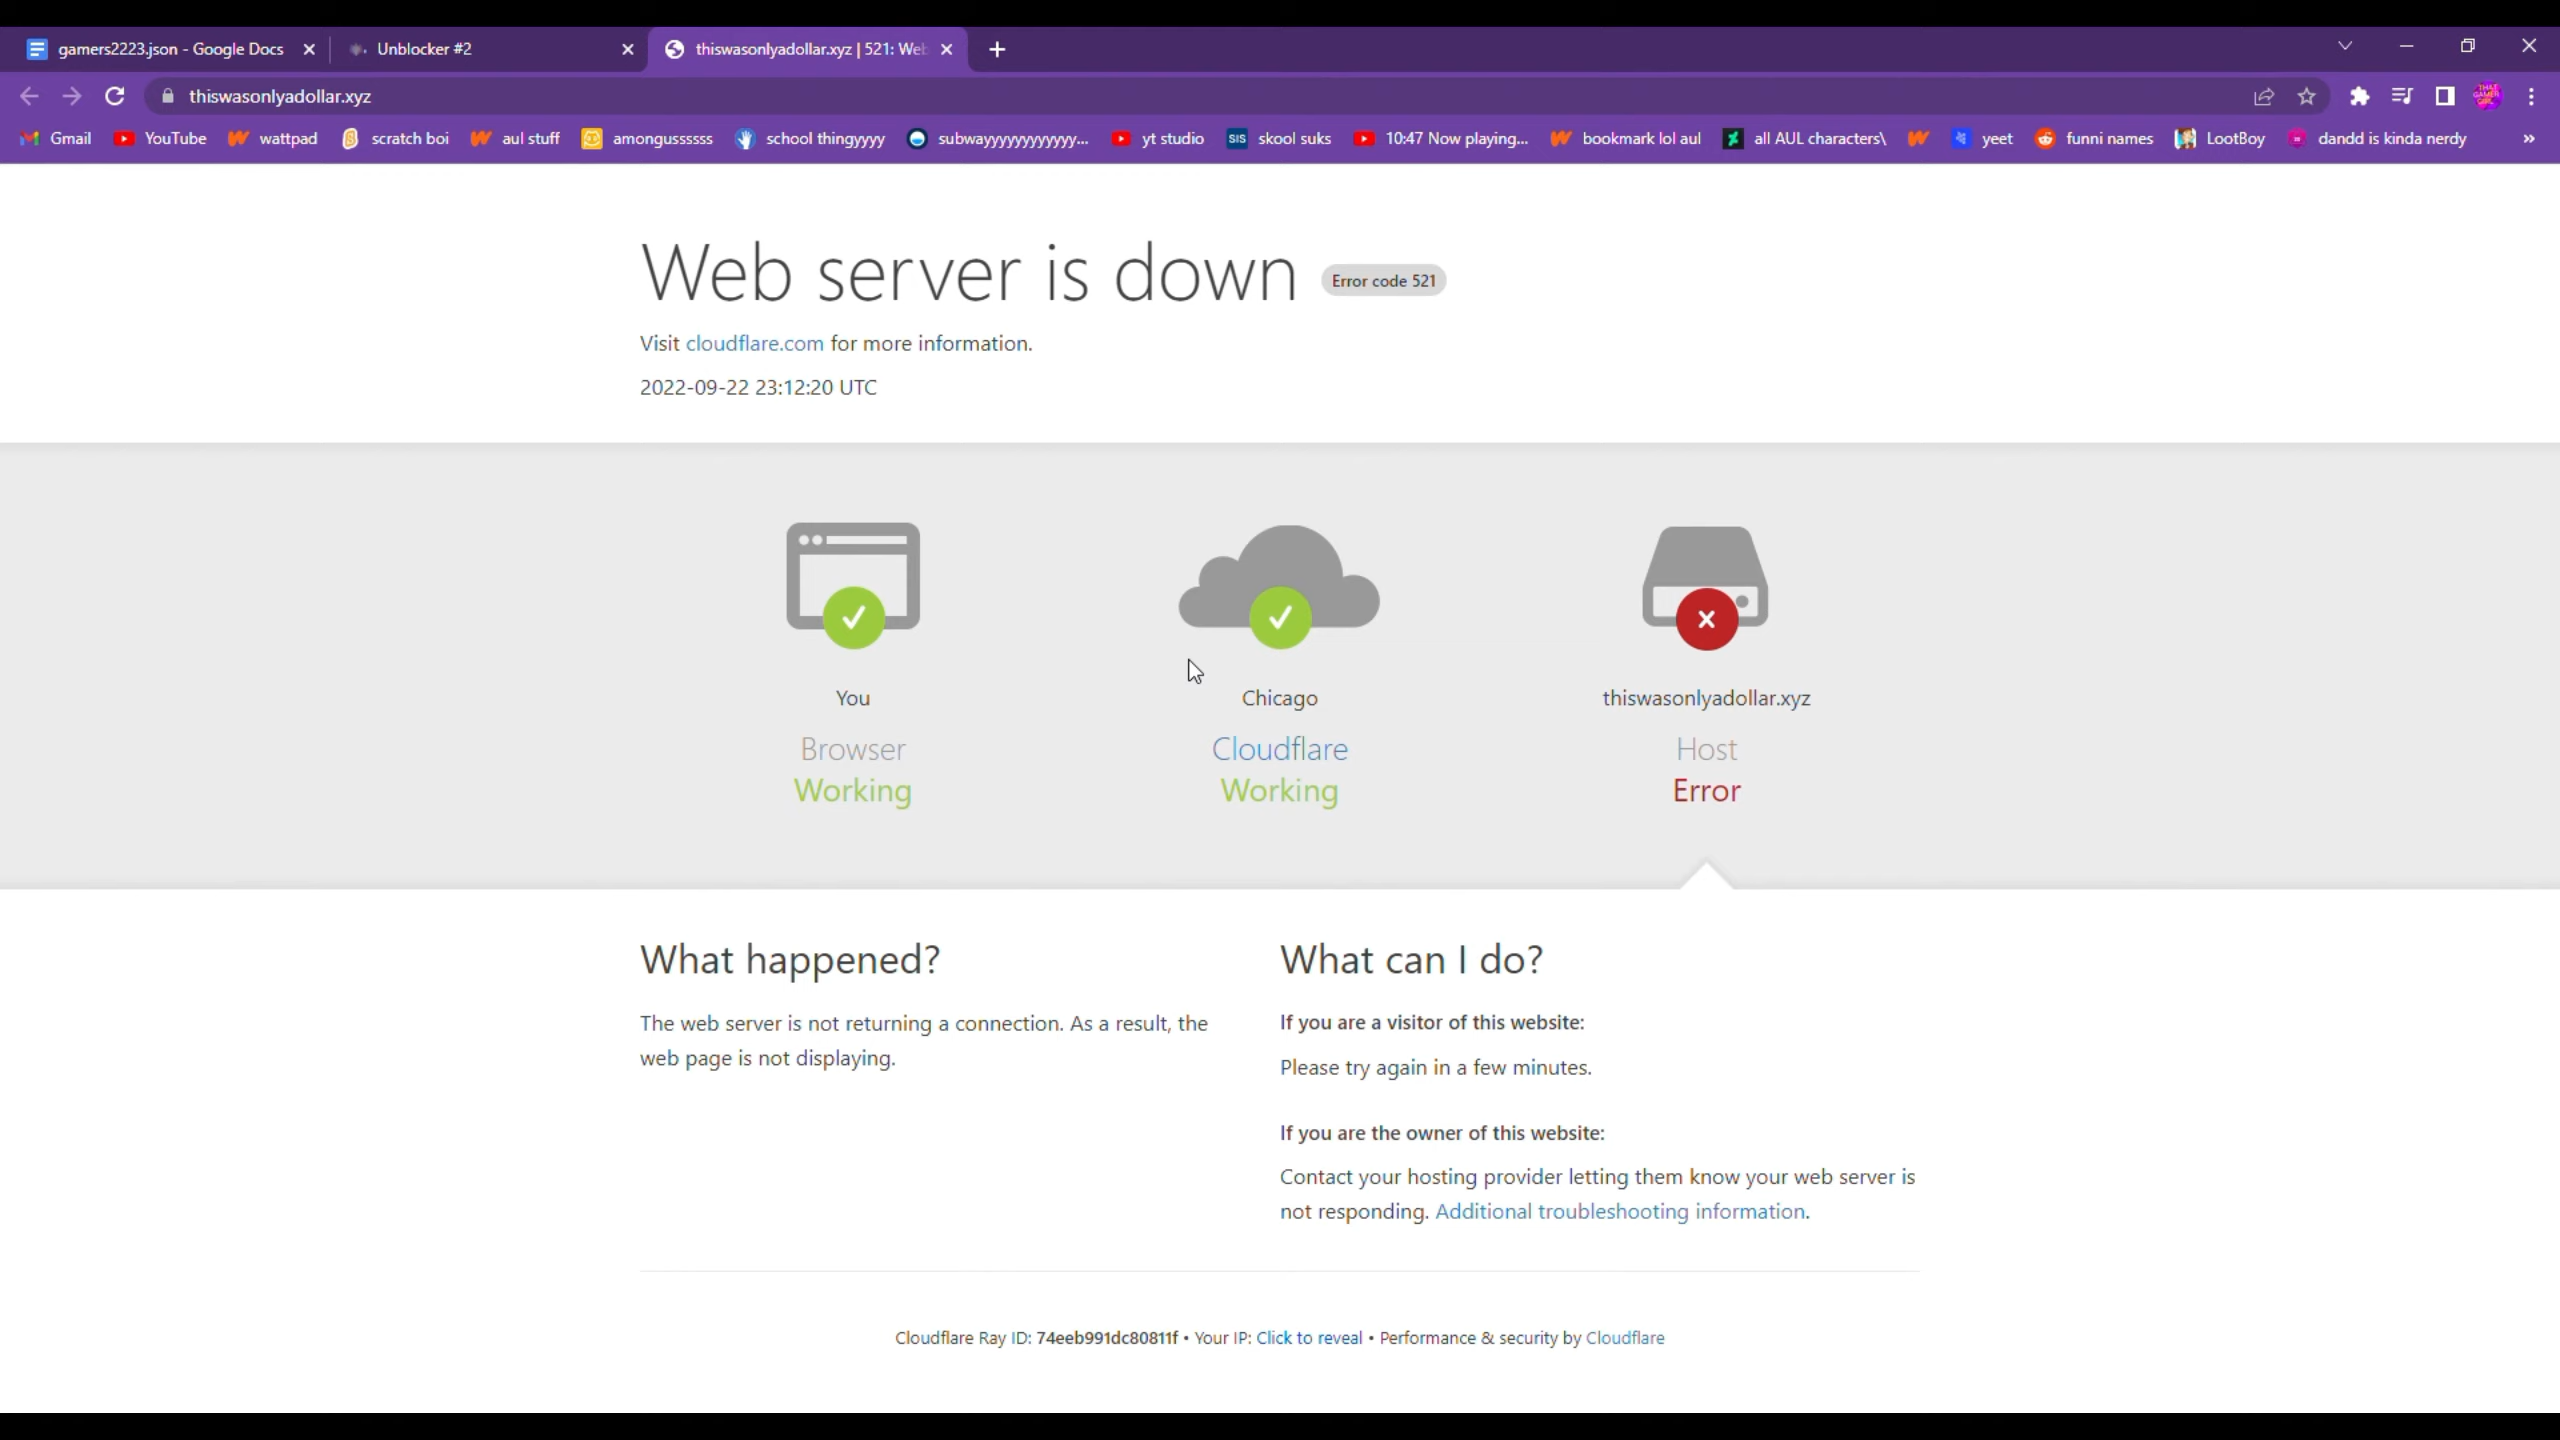 gamers2223.json - Google Docs
Unblocker #2
thiswasonlyadollar.xyz | 521: Web
thiswasonlyadollar.xyz
Gmail YouTube wattpad scratch boi aul stuff amongussssss school thingyyyy subwayyyyyyyyyyyy... yt studio SIS skool suks 10:47 Now playing... bookmark lol aul all AUL characters\ yeet funni names LootBoy dandd is kinda nerdy »
Web server is down Error code 521
Visit cloudflare.com for more information.
2022-09-22 23:12:20 UTC
You
Browser
Working
Chicago
Cloudflare
Working
thiswasonlyadollar.xyz
Host
Error
What happened?
The web server is not returning a connection. As a result, the
web page is not displaying.
What can I do?
If you are a visitor of this website:
Please try again in a few minutes.
If you are the owner of this website:
Contact your hosting provider letting them know your web server is
not responding. Additional troubleshooting information.
Cloudflare Ray ID: 74eeb991dc80811f • Your IP: Click to reveal • Performance & security by Cloudflare